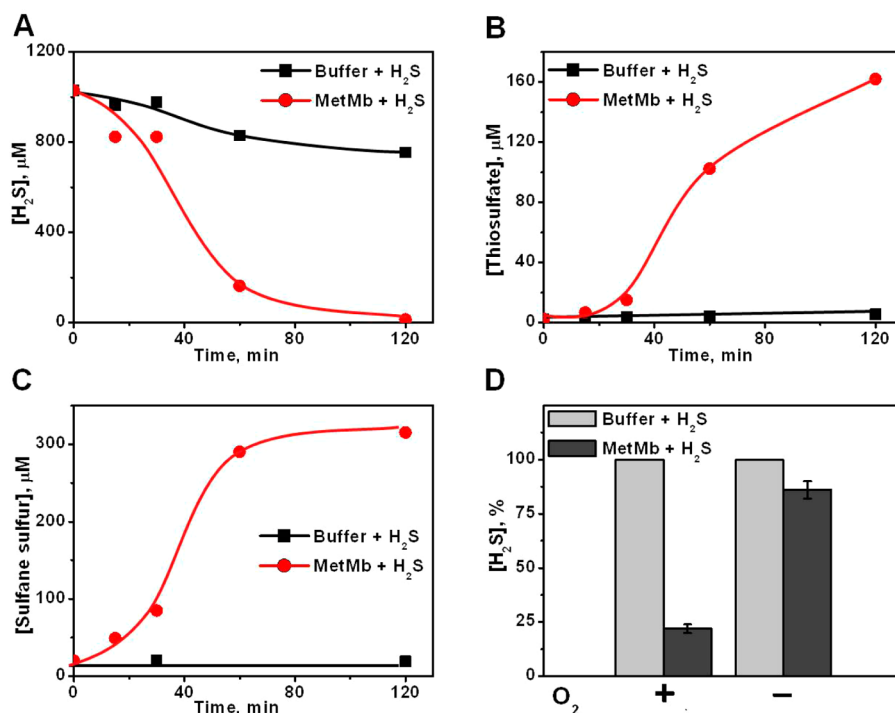 A
1200
800
400
0
[H₂S], μM
Buffer + H₂S
MetMb + H₂S
0 40 80 120
Time, min
B
160
120
80
40
0
[Thiosulfate], μM
Buffer + H₂S
MetMb + H₂S
0 40 80 120
Time, min
C
300
200
100
0
[Sulfane sulfur], μM
Buffer + H₂S
MetMb + H₂S
0 40 80 120
Time, min
D
Buffer + H₂S
MetMb + H₂S
100
75
50
25
0
[H₂S], %
O₂ + −